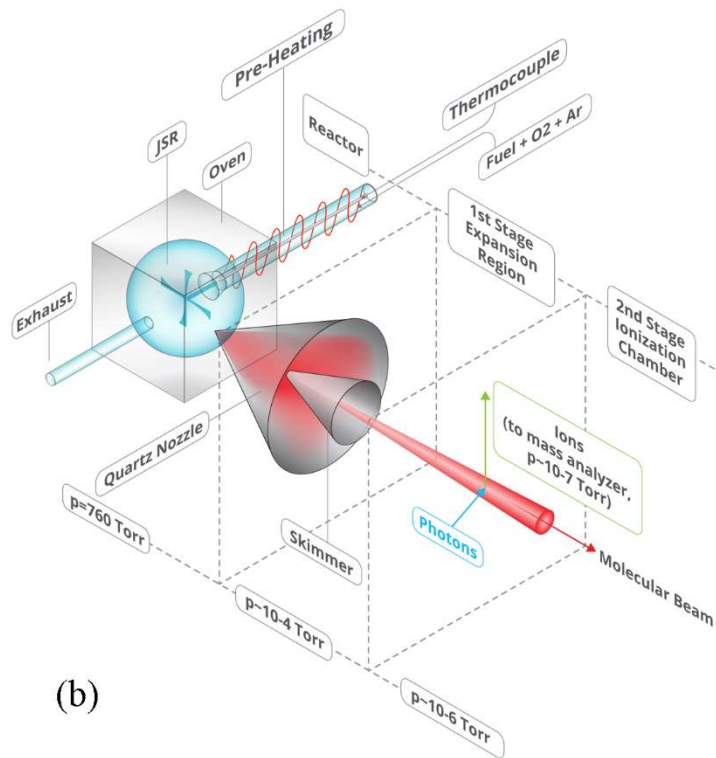 Pre-Heating
Thermocouple
Fuel + O2 + Ar
Reactor
JSR
Oven
1st Stage
Expansion
Region
2nd Stage
Ionization
Chamber
Exhaust
Quartz Nozzle
Skimmer
Ions
(to mass analyzer,
p~10-7 Torr)
Photons
Molecular Beam
p=760 Torr
p~10-4 Torr
p~10-6 Torr
(b)